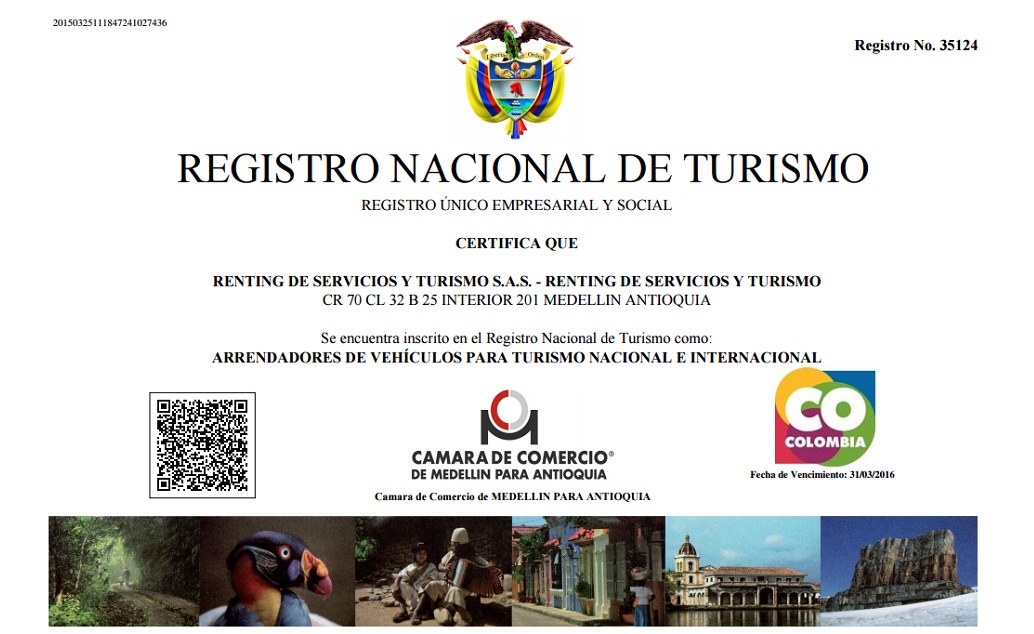 20150325111847241027436
Registro No. 35124
Libertad y Orden
REGISTRO NACIONAL DE TURISMO
REGISTRO ÚNICO EMPRESARIAL Y SOCIAL
CERTIFICA QUE
RENTING DE SERVICIOS Y TURISMO S.A.S. - RENTING DE SERVICIOS Y TURISMO
CR 70 CL 32 B 25 INTERIOR 201 MEDELLIN ANTIOQUIA
Se encuentra inscrito en el Registro Nacional de Turismo como:
ARRENDADORES DE VEHÍCULOS PARA TURISMO NACIONAL E INTERNACIONAL
CAMARA DE COMERCIO®
DE MEDELLIN PARA ANTIOQUIA
Camara de Comercio de MEDELLIN PARA ANTIOQUIA
CO
COLOMBIA
Fecha de Vencimiento: 31/03/2016